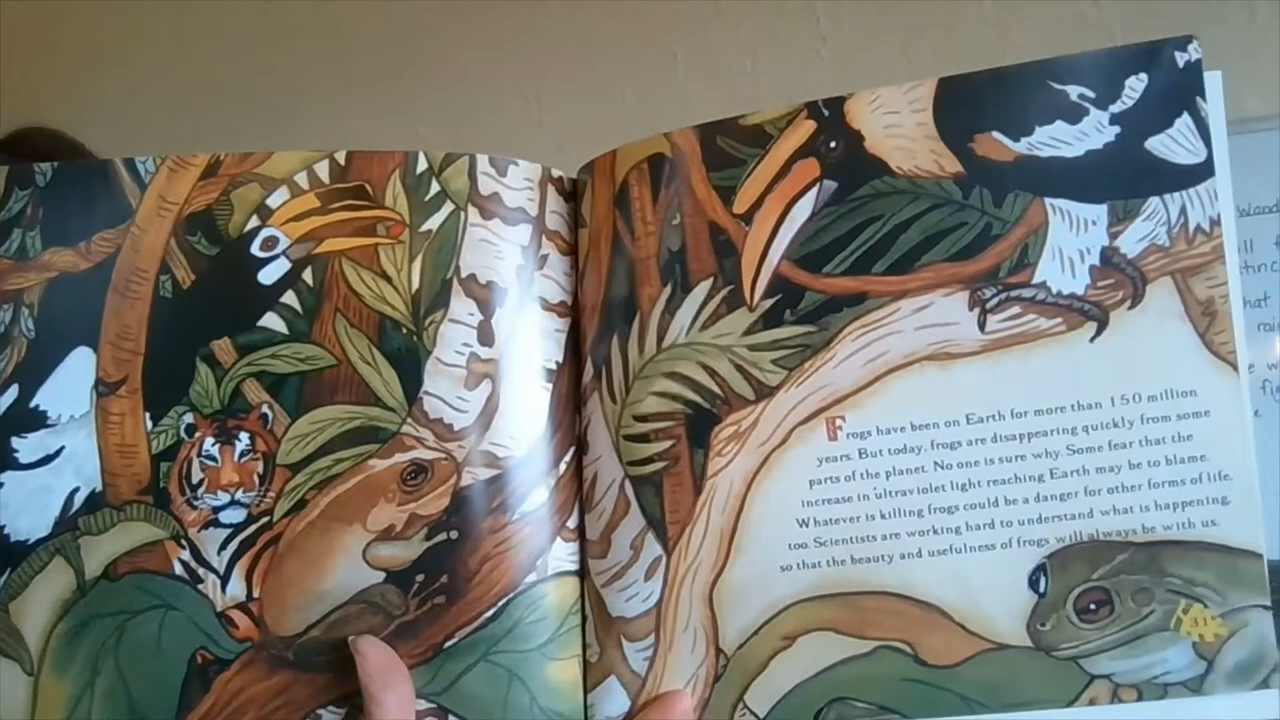 Frogs have been on Earth for more than 150 million
years. But today, frogs are disappearing quickly from some
parts of the planet. No one is sure why. Some fear that the
increase in ultraviolet light reaching Earth may be to blame.
Whatever is killing frogs could be a danger for other forms of life,
too. Scientists are working hard to understand what is happening,
so that the beauty and usefulness of frogs will always be with us.
31